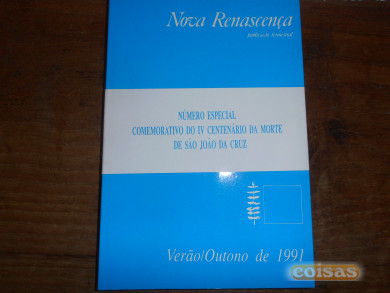 Nova Renascença
publicação trimestral
NÚMERO ESPECIAL
COMEMORATIVO DO IV CENTENÁRIO DA MORTE
DE SÃO JOÃO DA CRUZ
Verão/Outono de 1991
coisas